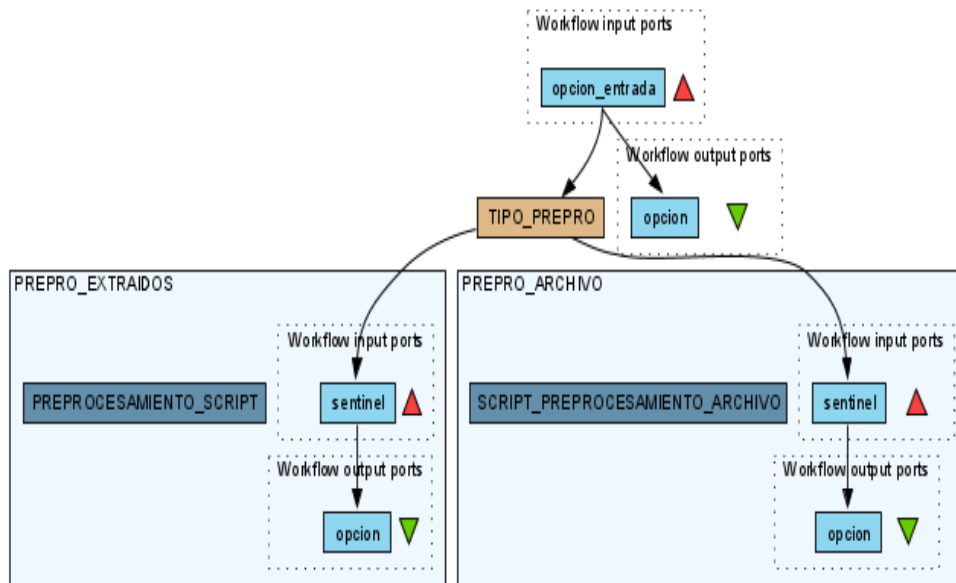 Workflow input ports
opcion_entrada
Workflow output ports
TIPO_PREPRO
opcion
PREPRO_EXTRAIDOS
PREPRO_ARCHIVO
Workflow input ports
Workflow input ports
PREPROCESAMIENTO_SCRIPT
sentinel
SCRIPT_PREPROCESAMIENTO_ARCHIVO
sentinel
Workflow output ports
Workflow output ports
opcion
opcion